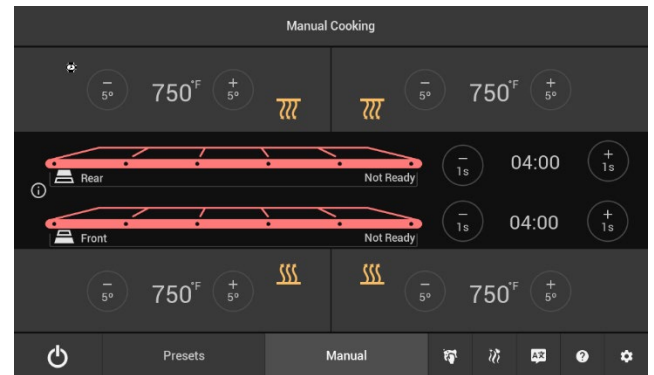 Manual Cooking
− 5° 750°F + 5°
− 5° 750°F + 5°
Rear Not Ready
− 1s 04:00 + 1s
Front Not Ready
− 1s 04:00 + 1s
− 5° 750°F + 5°
− 5° 750°F + 5°
Presets Manual